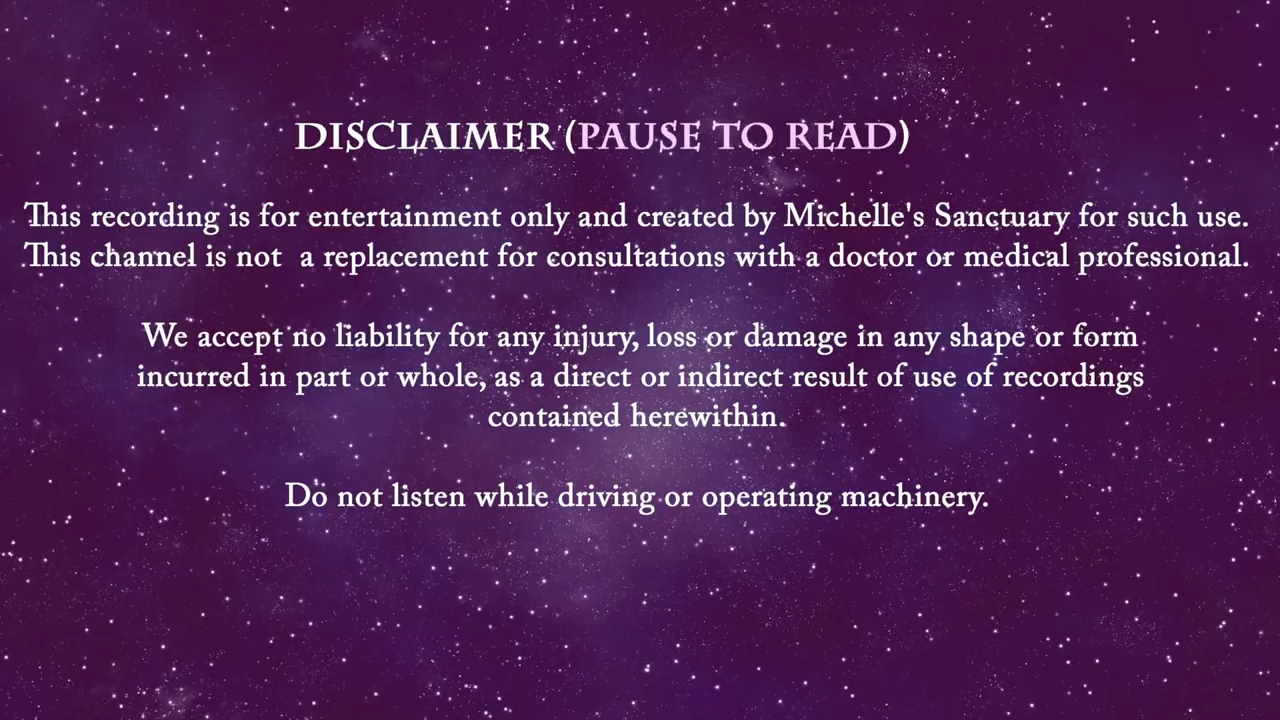 DISCLAIMER (PAUSE TO READ)
This recording is for entertainment only and created by Michelle's Sanctuary for such use.
This channel is not  a replacement for consultations with a doctor or medical professional.
We accept no liability for any injury, loss or damage in any shape or form
incurred in part or whole, as a direct or indirect result of use of recordings
contained herewithin.
Do not listen while driving or operating machinery.